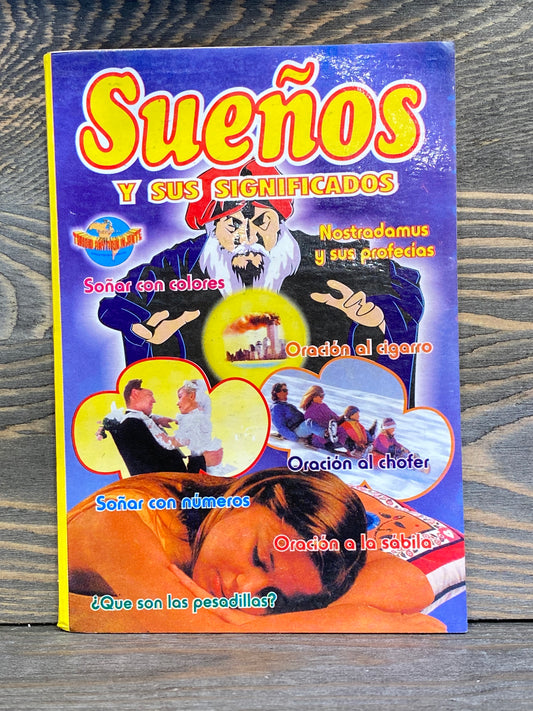 Sueños
Y SUS SIGNIFICADOS
Nostradamus
y sus profecias
Soñar con colores
Oración al cigarro
Oración al chofer
Soñar con números
Oración a la sábila
¿Que son las pesadillas?